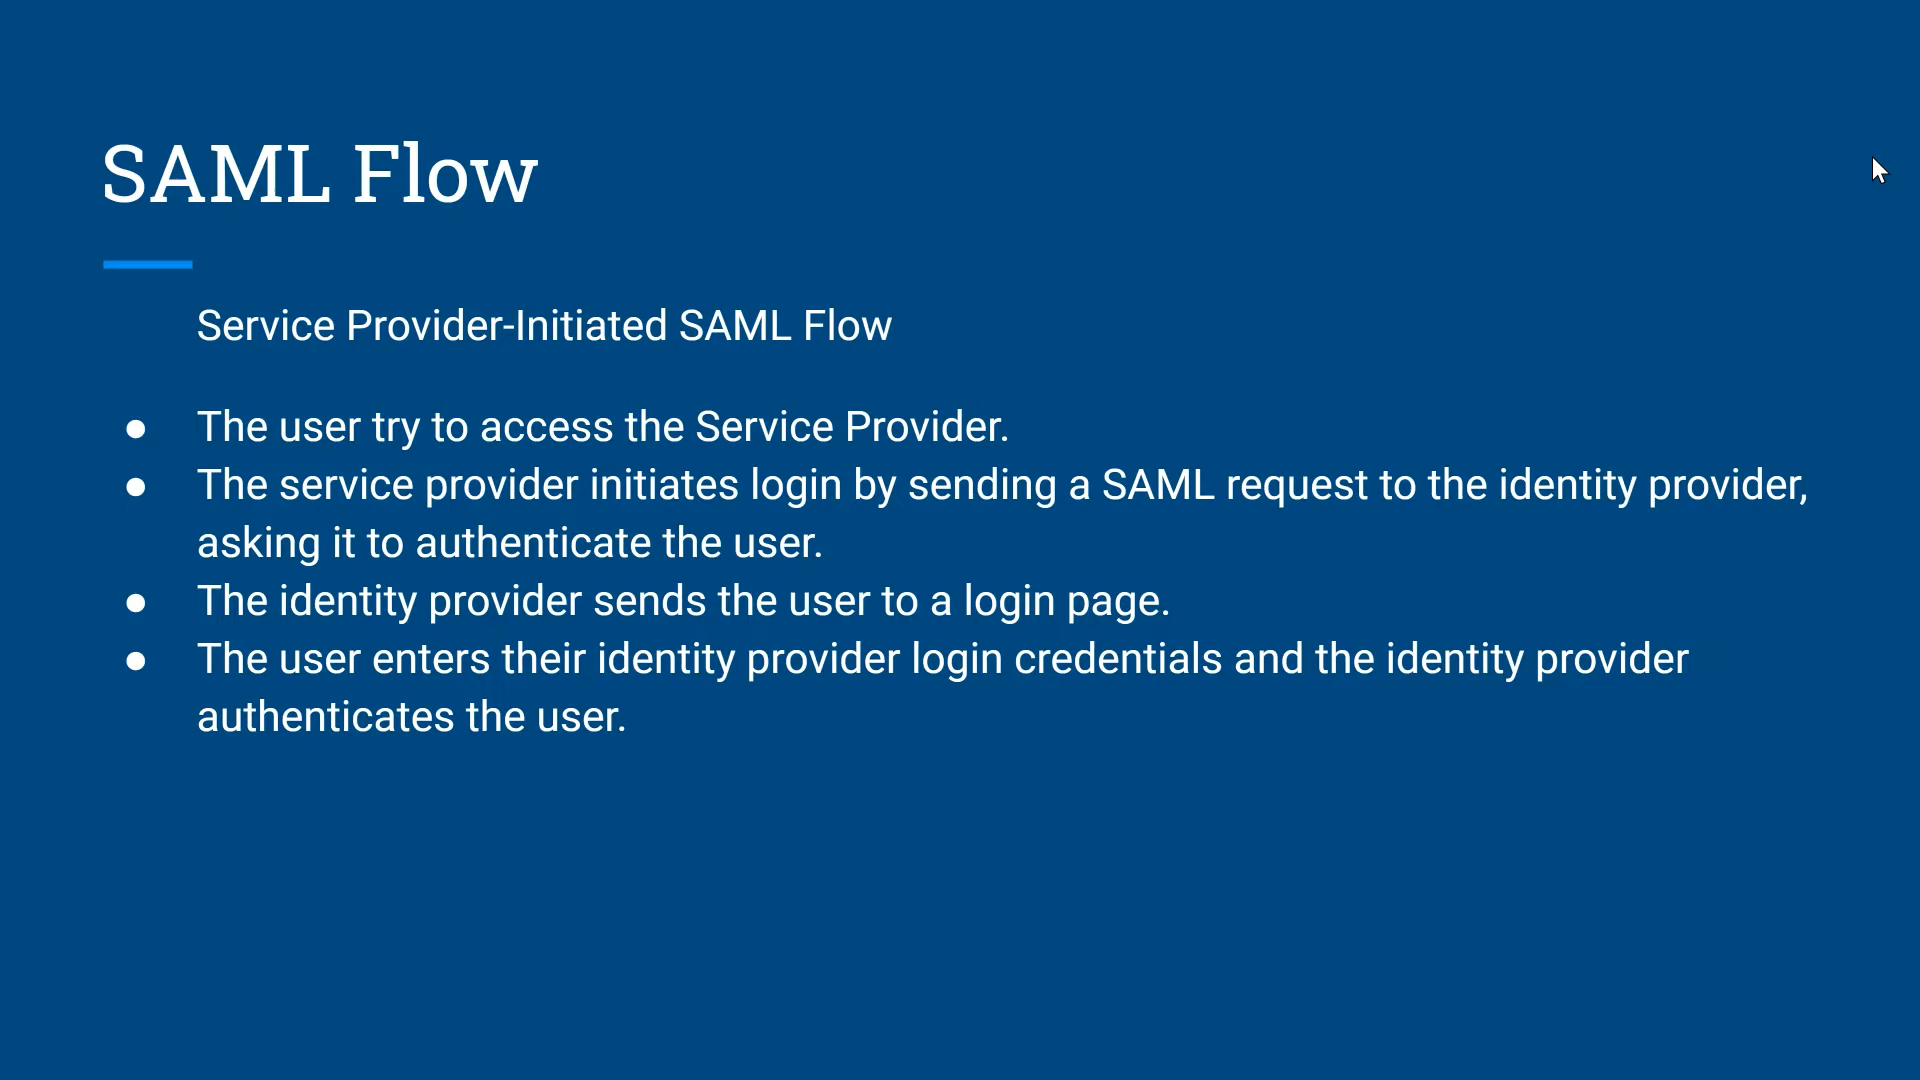 SAML Flow
Service Provider-Initiated SAML Flow
● The user try to access the Service Provider.
● The service provider initiates login by sending a SAML request to the identity provider,
asking it to authenticate the user.
● The identity provider sends the user to a login page.
● The user enters their identity provider login credentials and the identity provider
authenticates the user.